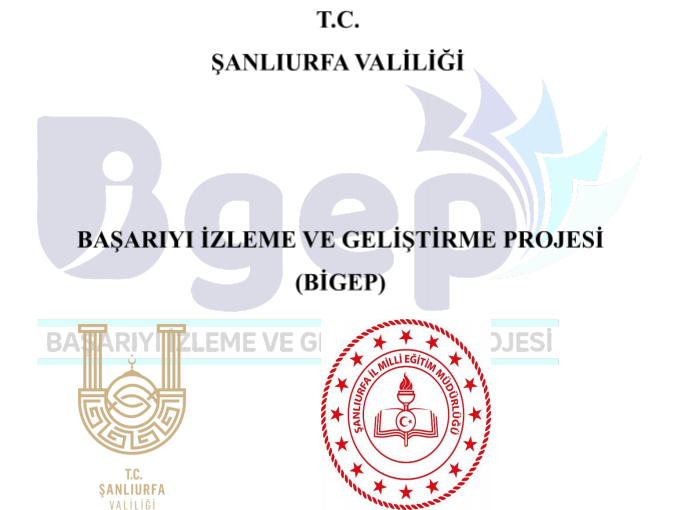 T.C.
ŞANLIURFA VALİLİĞİ
Bigep
BAŞARIYI İZLEME VE GELİŞTİRME PROJESİ
(BİGEP)
BAŞARIYI İZLEME VE GE OJESİ
ŞANLIURFA İL MİLLİ EĞİTİM MÜDÜRLÜĞÜ
T.C.
ŞANLIURFA
VALİLİĞİ